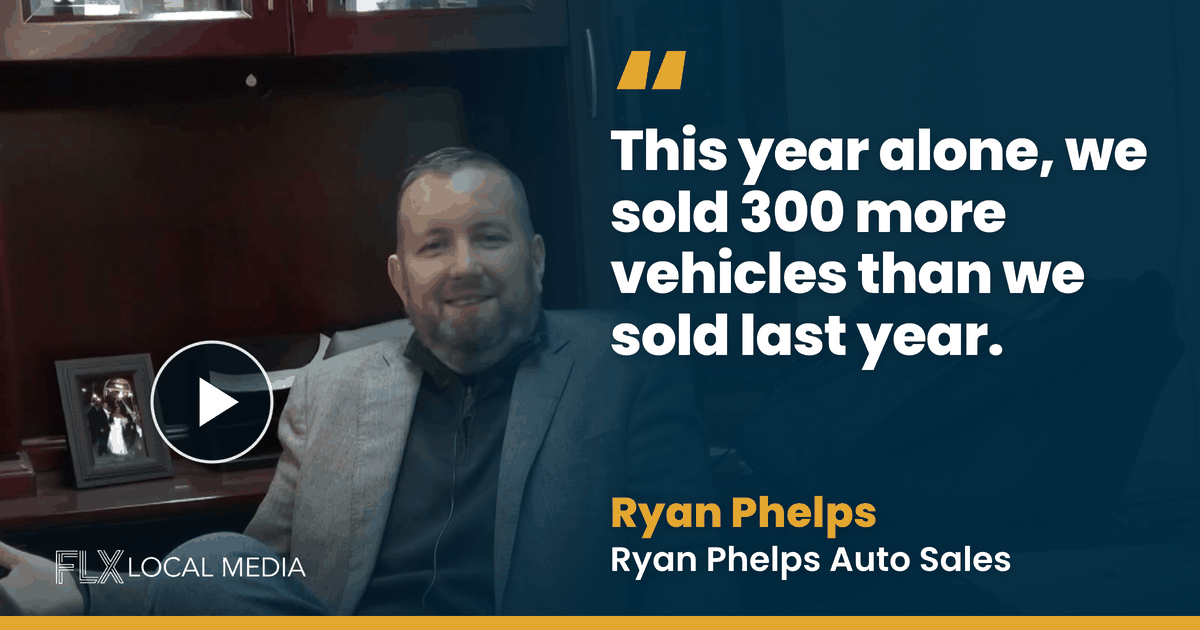 “
This year alone, we
sold 300 more
vehicles than we
sold last year.
Ryan Phelps
Ryan Phelps Auto Sales
FLX LOCAL MEDIA